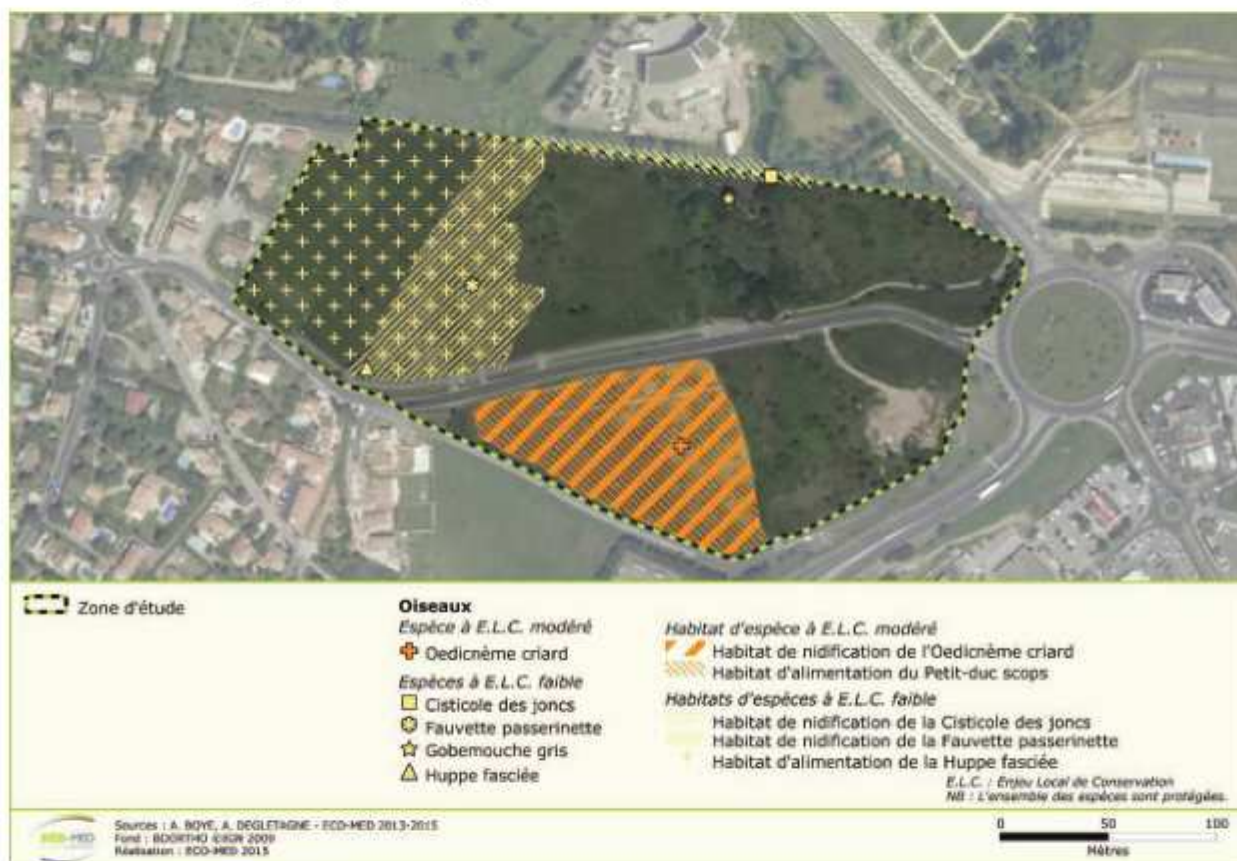 Zone d'étude
Oiseaux
Espèce à E.L.C. modéré
Oedicnème criard
Espèces à E.L.C. faible
Cisticole des joncs
Fauvette passerinette
Gobemouche gris
Huppe fasciée
Habitat d'espèce à E.L.C. modéré
Habitat de nidification de l'Oedicnème criard
Habitat d'alimentation du Petit-duc scops
Habitats d'espèces à E.L.C. faible
Habitat de nidification de la Cisticole des joncs
Habitat de nidification de la Fauvette passerinette
Habitat d'alimentation de la Huppe fasciée
E.L.C. : Enjeu Local de Conservation
NB : L'ensemble des espèces sont protégées.
ECO-MED
Sources : A. BOYE, A. DEGLETAGNE - ECO-MED 2013-2015
Fond : BDORTHO ©IGN 2009
Réalisation : ECO-MED 2015
0 50 100
Mètres